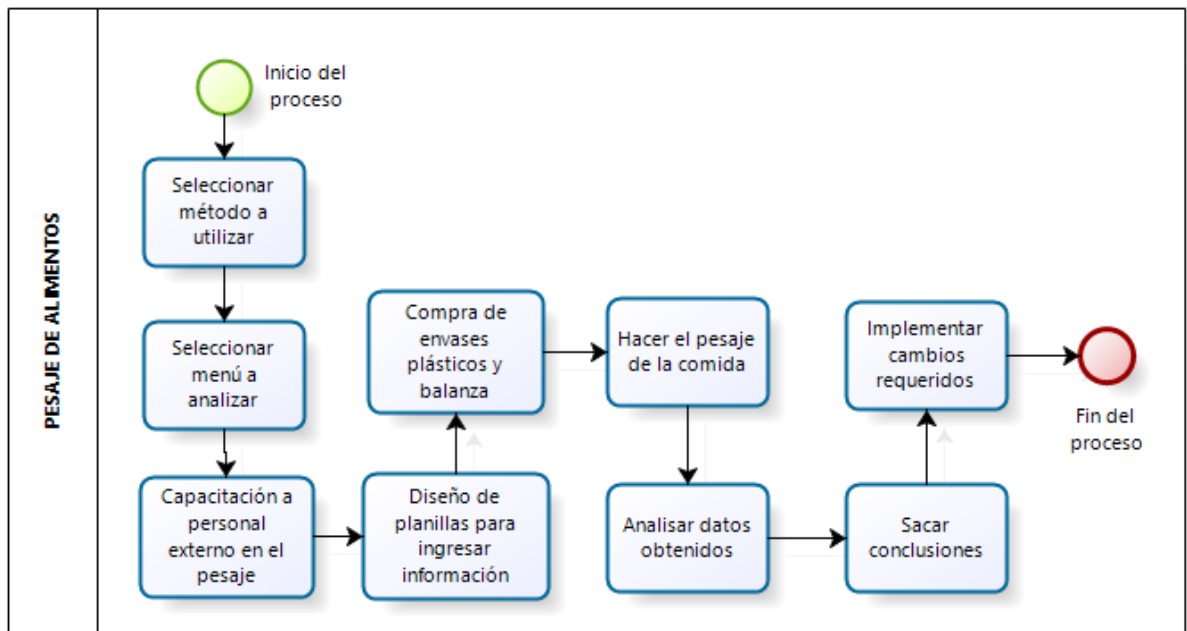 PESAJE DE ALIMENTOS
Inicio del
proceso
Seleccionar
método a
utilizar
Seleccionar
menú a
analizar
Capacitación a
personal
externo en el
pesaje
Diseño de
planillas para
ingresar
información
Compra de
envases
plásticos y
balanza
Hacer el pesaje
de la comida
Analisar datos
obtenidos
Sacar
conclusiones
Implementar
cambios
requeridos
Fin del
proceso